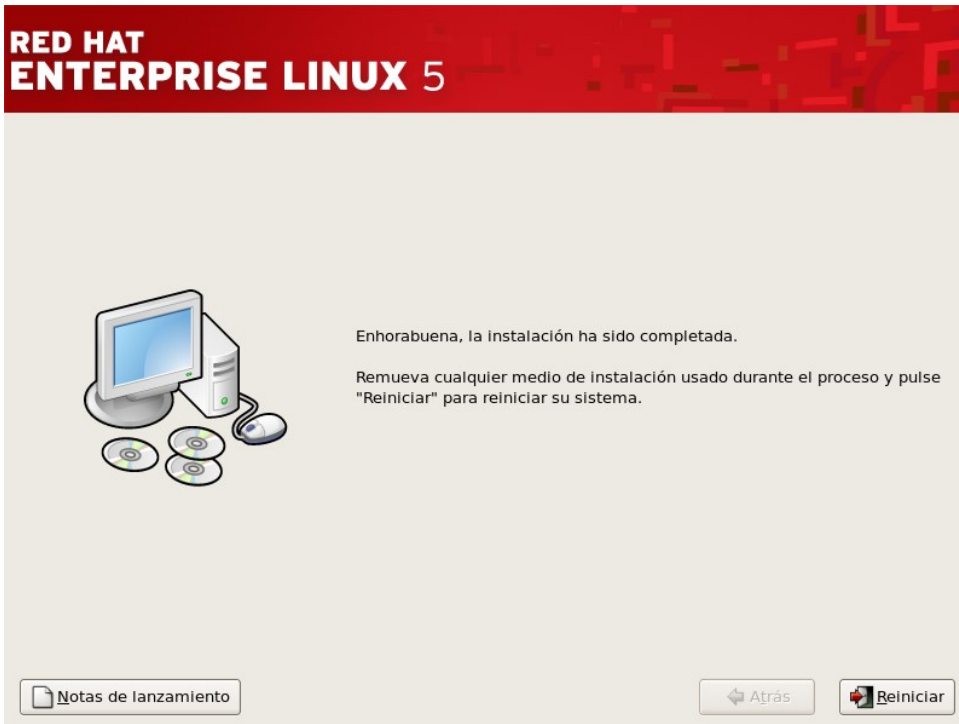 RED HAT
ENTERPRISE LINUX 5
Enhorabuena, la instalación ha sido completada.
Remueva cualquier medio de instalación usado durante el proceso y pulse
"Reiniciar" para reiniciar su sistema.
Notas de lanzamiento
Atrás
Reiniciar